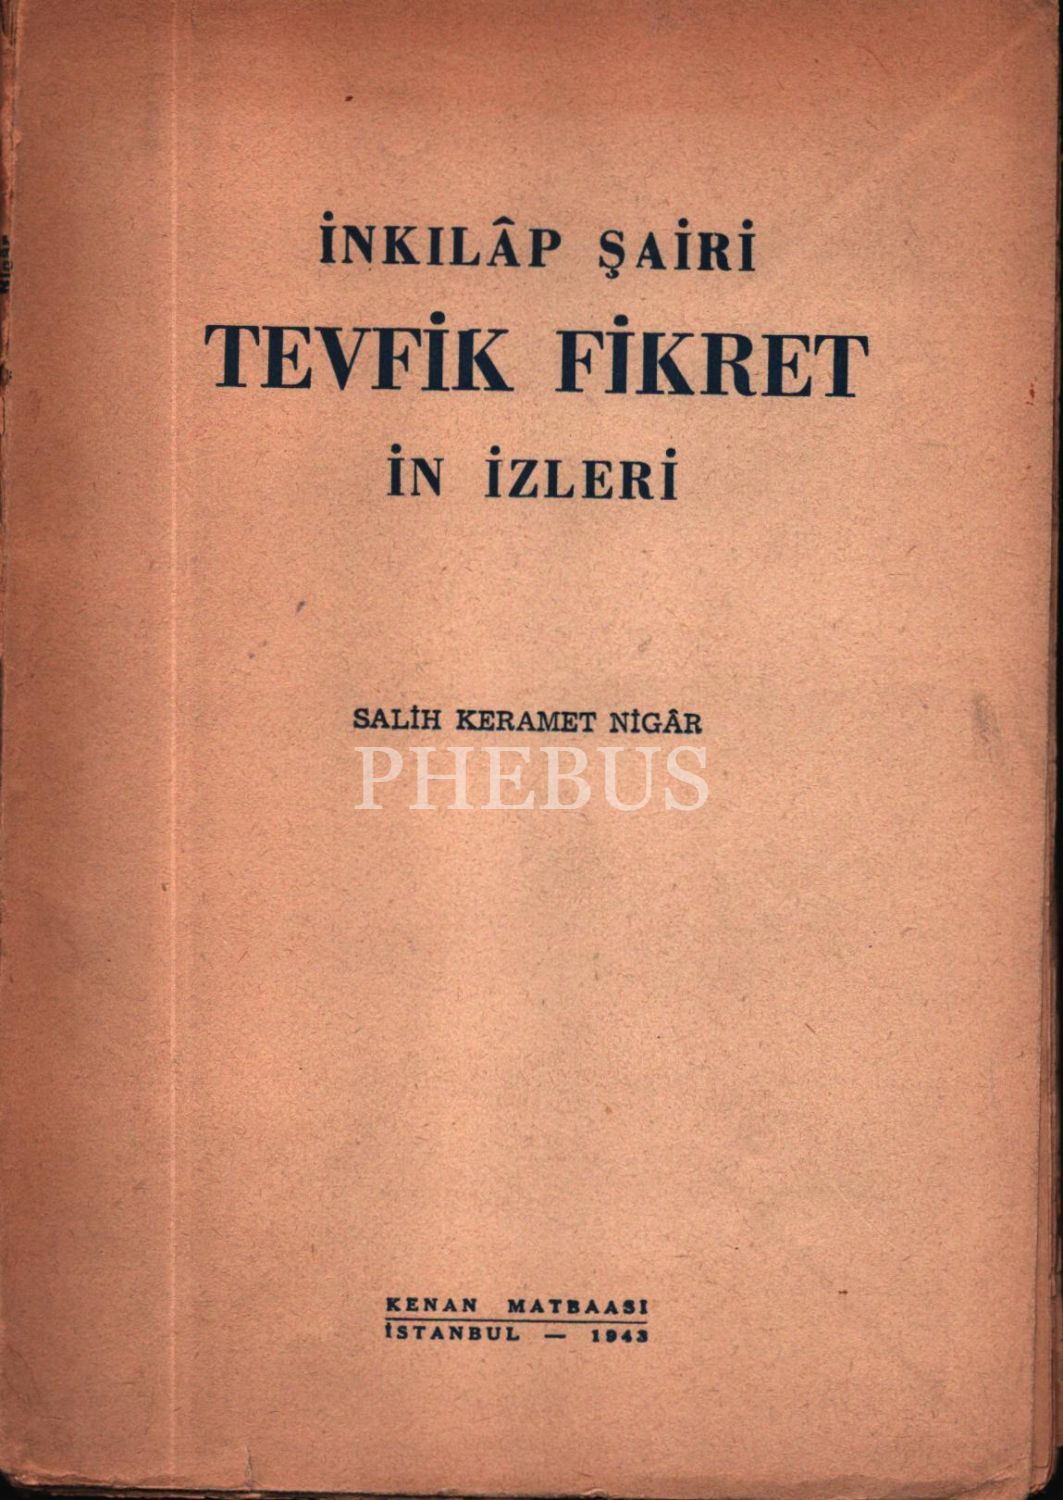 İNKILÂP ŞAİRİ
TEVFİK FİKRET
İN İZLERİ
SALİH KERAMET NİGÂR
PHEBUS
KENAN MATBAASI
İSTANBUL — 1943